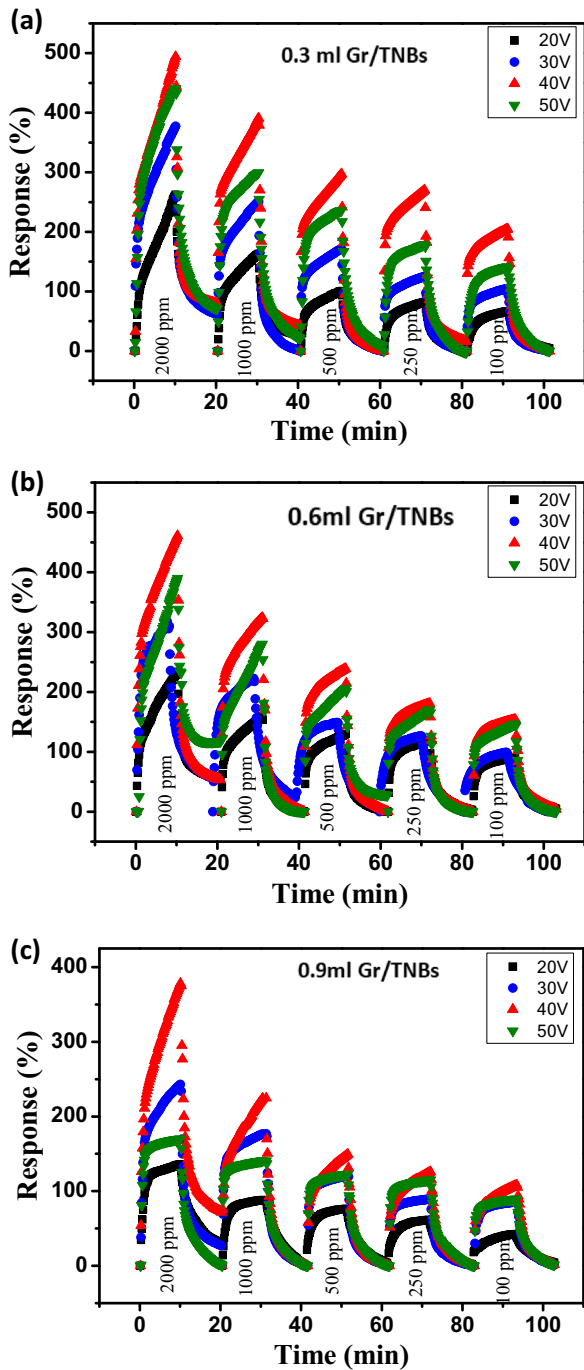 (a)
0.3 ml Gr/TNBs
20V
30V
40V
50V
500
400
300
200
100
0
Response (%)
2000 ppm
1000 ppm
500 ppm
250 ppm
100 ppm
0 20 40 60 80 100
Time (min)
(b)
0.6ml Gr/TNBs
20V
30V
40V
50V
500
400
300
200
100
0
Response (%)
2000 ppm
1000 ppm
500 ppm
250 ppm
100 ppm
0 20 40 60 80 100
Time (min)
(c)
0.9ml Gr/TNBs
20V
30V
40V
50V
400
300
200
100
0
Response (%)
2000 ppm
1000 ppm
500 ppm
250 ppm
100 ppm
0 20 40 60 80 100
Time (min)